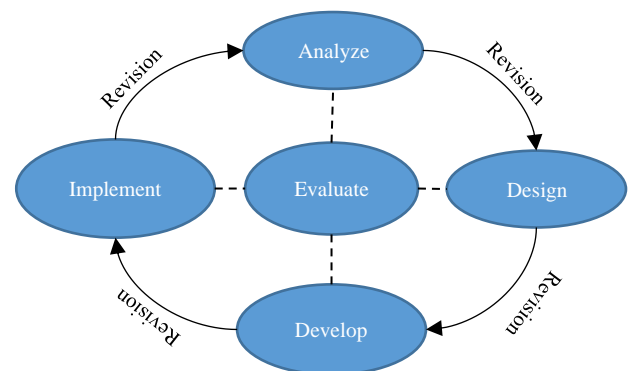 Analyze
Revision
Revision
Implement
Evaluate
Design
Revision
Revision
Develop